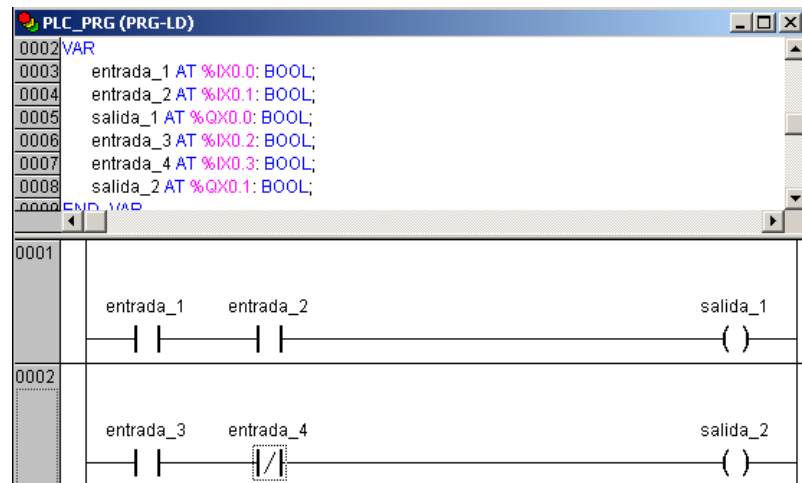 PLC_PRG (PRG-LD)
0002 VAR
0003 entrada_1 AT %IX0.0: BOOL;
0004 entrada_2 AT %IX0.1: BOOL;
0005 salida_1 AT %QX0.0: BOOL;
0006 entrada_3 AT %IX0.2: BOOL;
0007 entrada_4 AT %IX0.3: BOOL;
0008 salida_2 AT %QX0.1: BOOL;
0009 END_VAR
0001
entrada_1 entrada_2 salida_1
0002
entrada_3 entrada_4 salida_2